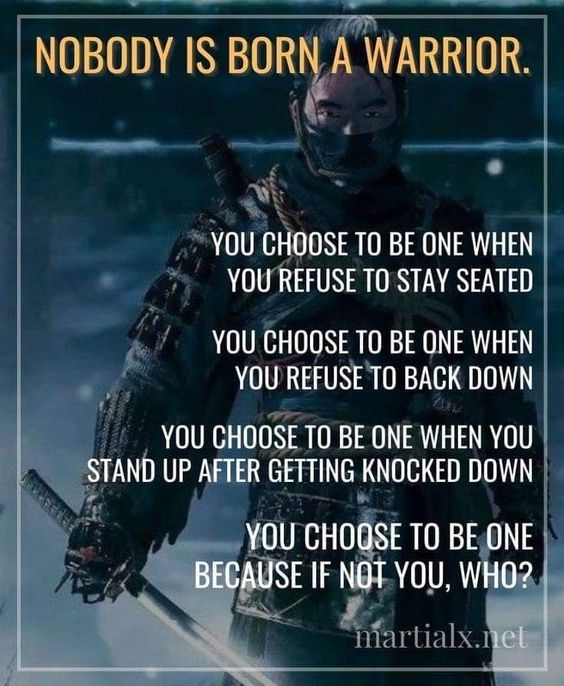 NOBODY IS BORN A WARRIOR.
YOU CHOOSE TO BE ONE WHEN
YOU REFUSE TO STAY SEATED
YOU CHOOSE TO BE ONE WHEN
YOU REFUSE TO BACK DOWN
YOU CHOOSE TO BE ONE WHEN YOU
STAND UP AFTER GETTING KNOCKED DOWN
YOU CHOOSE TO BE ONE
BECAUSE IF NOT YOU, WHO?
martialx.net